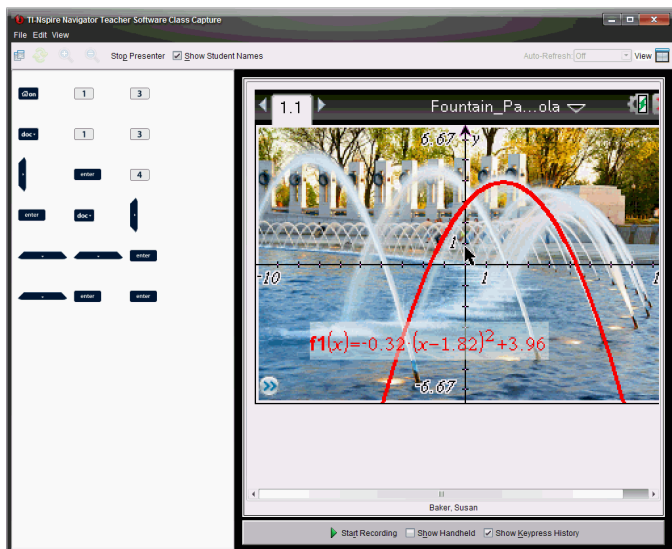 TI-Nspire Navigator Teacher Software Class Capture
File Edit View
Stop Presenter Show Student Names Auto-Refresh: Off View
on 1 3
doc 1 3
enter 4
enter doc
enter
enter enter
1.1 Fountain_Pa...ola
6.67 y
1
-10 1 1
f1(x)=-0.32·(x-1.82)²+3.96
-6.67
Baker, Susan
Start Recording Show Handheld Show Keypress History